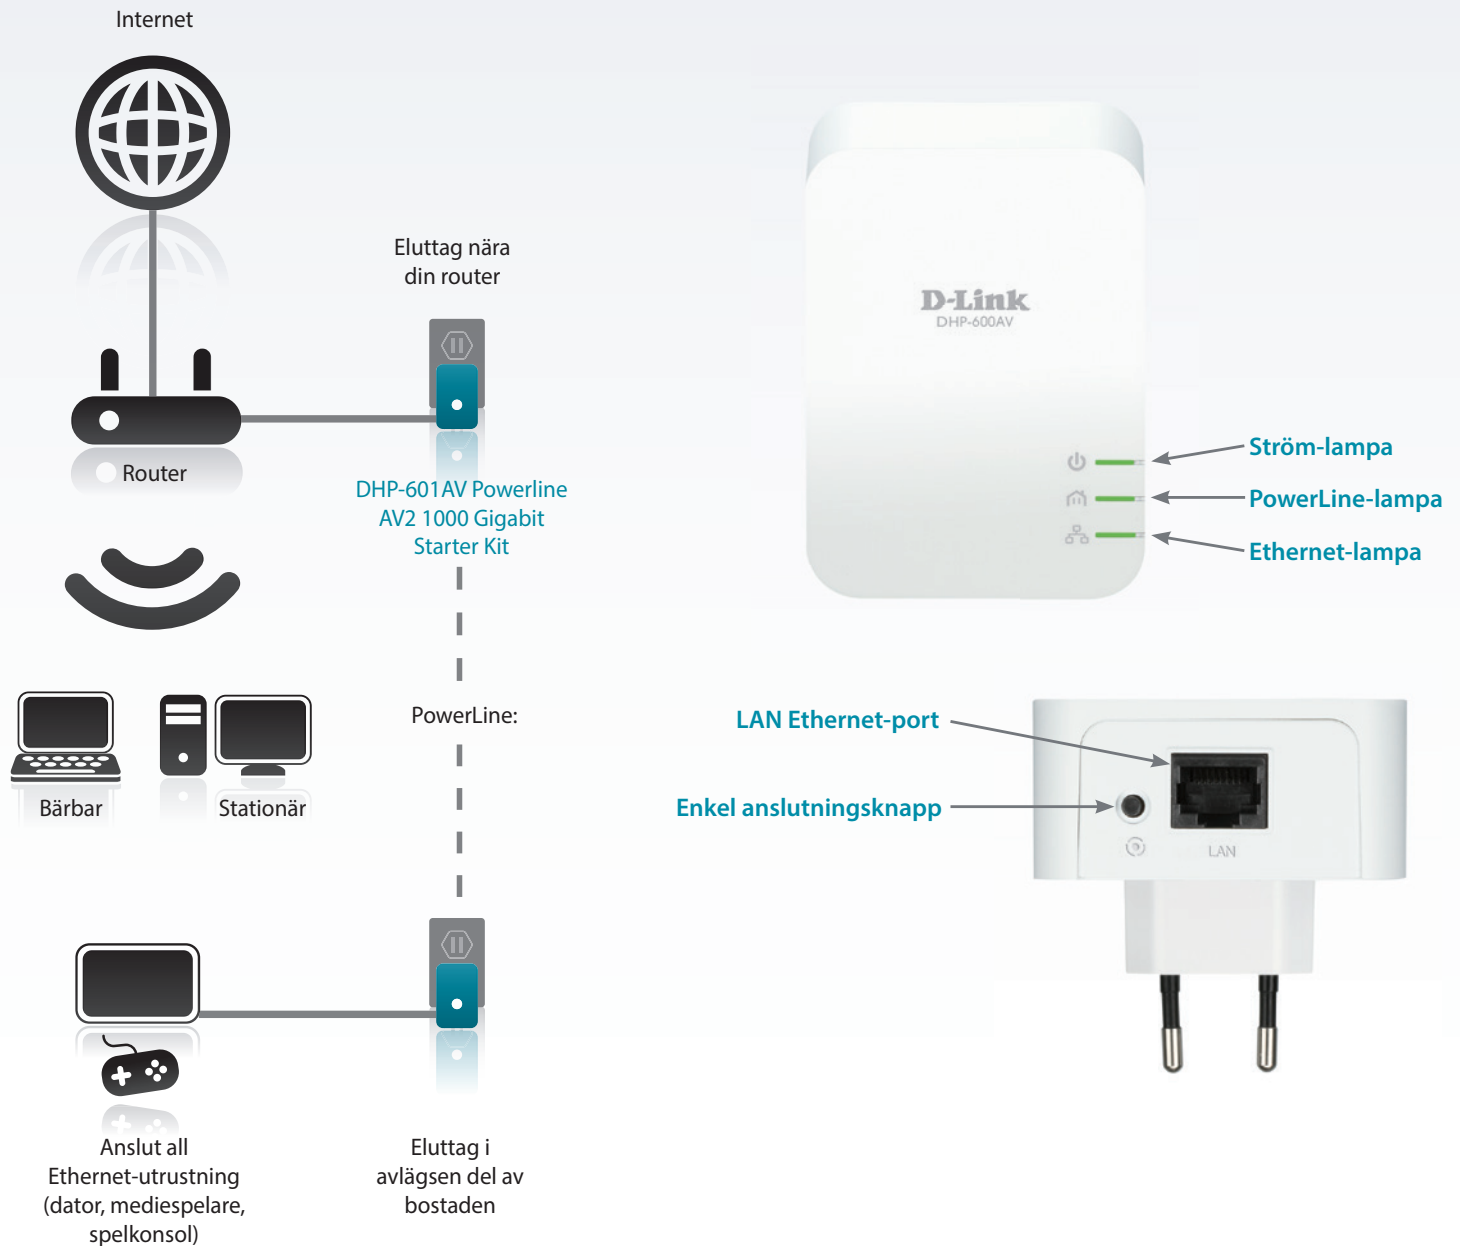 Internet
Eluttag nära
din router
Router
DHP-601AV Powerline
AV2 1000 Gigabit
Starter Kit
PowerLine:
Bärbar
Stationär
Anslut all
Ethernet-utrustning
(dator, mediespelare,
spelkonsol)
Eluttag i
avlägsen del av
bostaden
D-Link
DHP-600AV
Ström-lampa
PowerLine-lampa
Ethernet-lampa
LAN Ethernet-port
Enkel anslutningsknapp
LAN